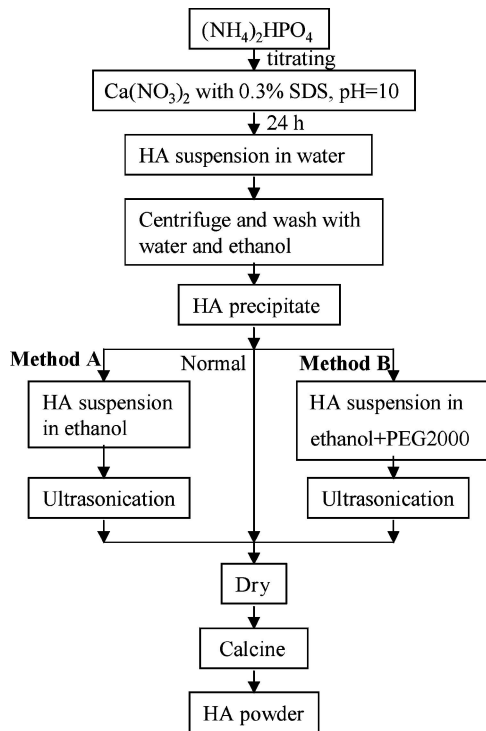 (NH4)2HPO4
titrating
Ca(NO3)2 with 0.3% SDS, pH=10
24 h
HA suspension in water
Centrifuge and wash with
water and ethanol
HA precipitate
Method A
Normal
Method B
HA suspension
in ethanol
HA suspension in
ethanol+PEG2000
Ultrasonication
Ultrasonication
Dry
Calcine
HA powder